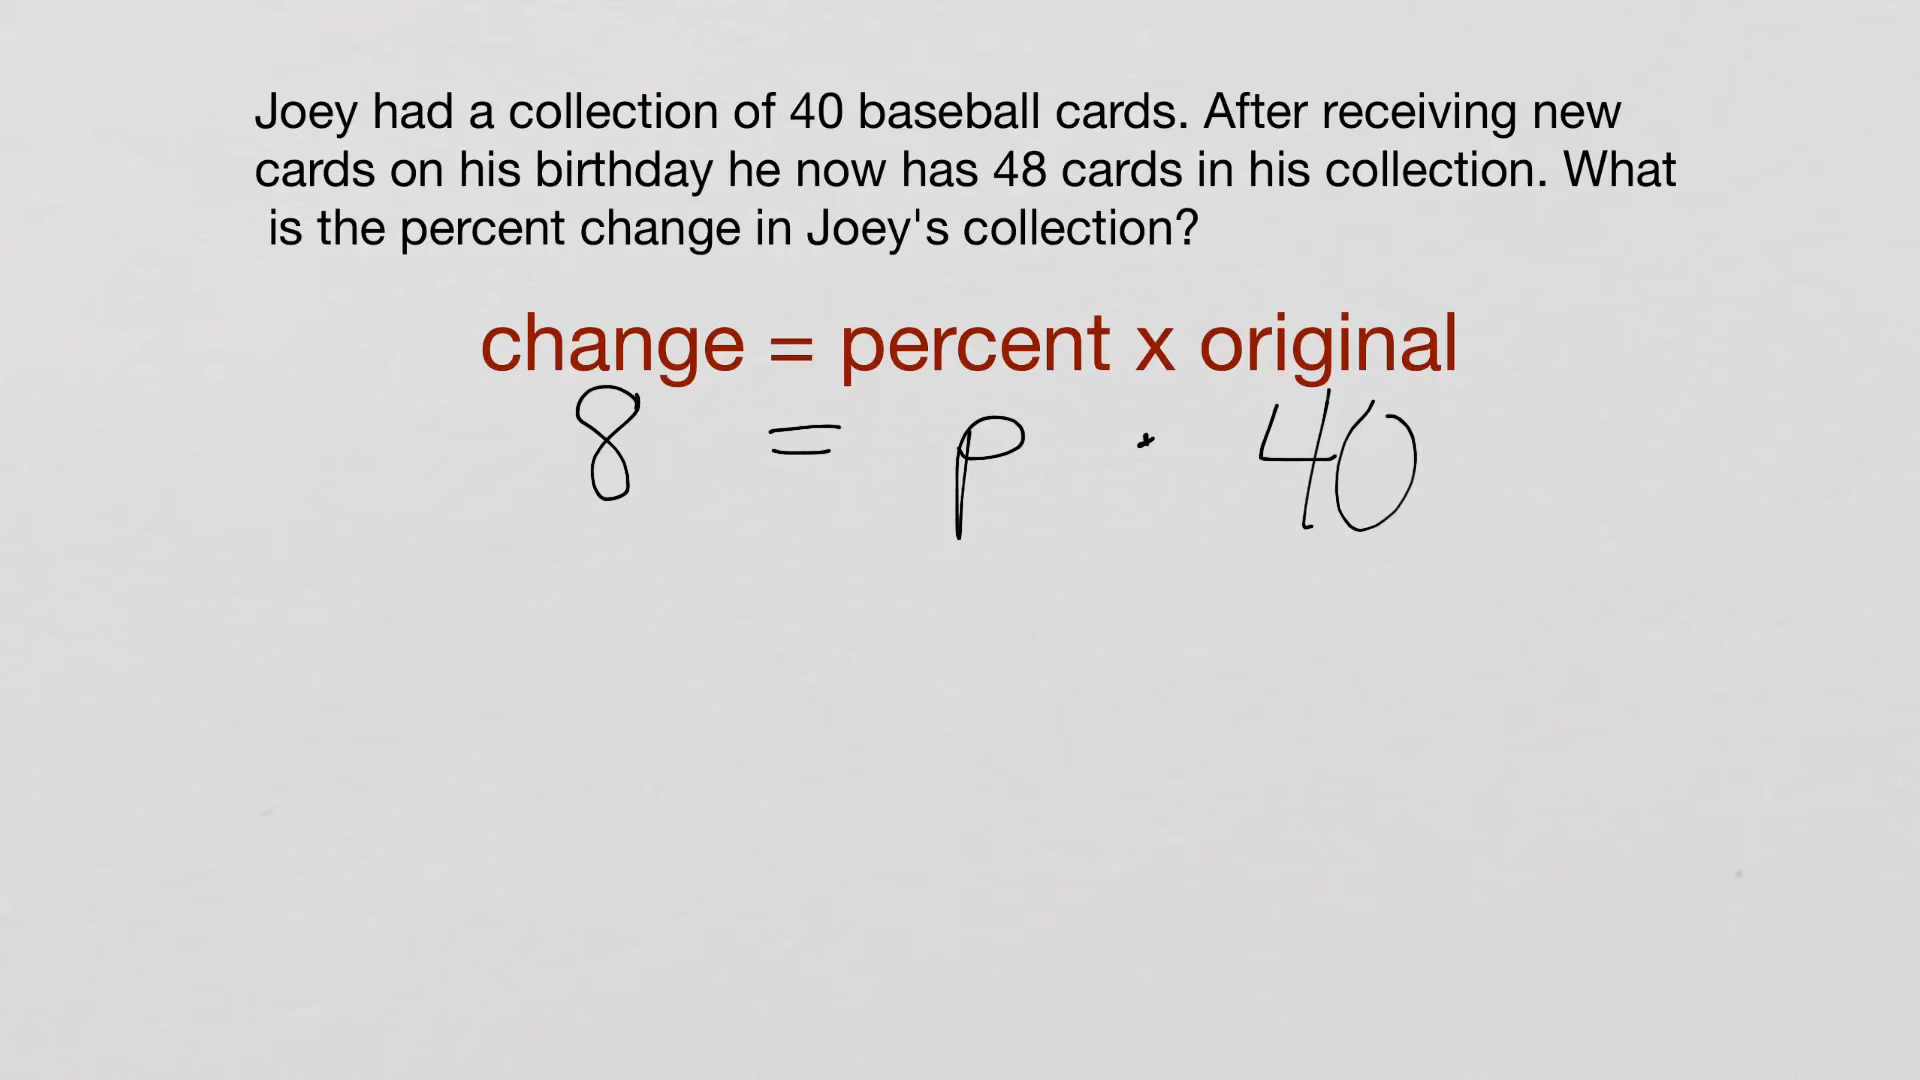 Joey had a collection of 40 baseball cards. After receiving new
cards on his birthday he now has 48 cards in his collection. What
is the percent change in Joey's collection?
change = percent x original
8 = p · 40